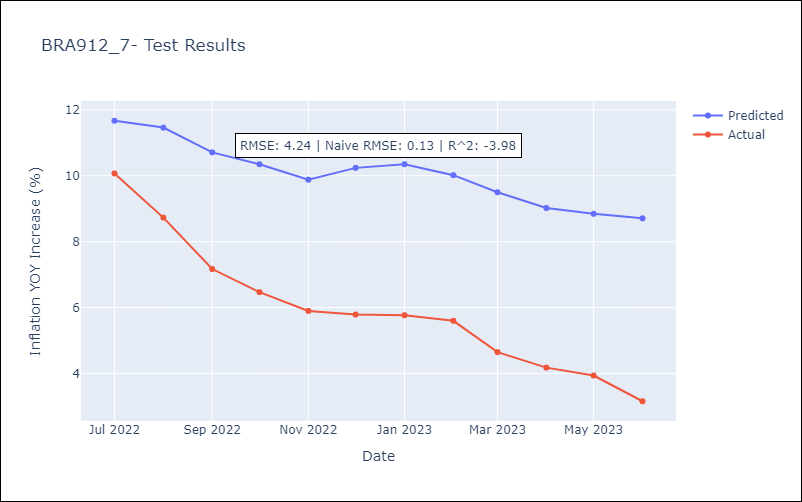 BRA912_7- Test Results
Predicted
Actual
RMSE: 4.24 | Naive RMSE: 0.13 | R^2: -3.98
Inflation YOY Increase (%)
12
10
8
6
4
Jul 2022
Sep 2022
Nov 2022
Jan 2023
Mar 2023
May 2023
Date